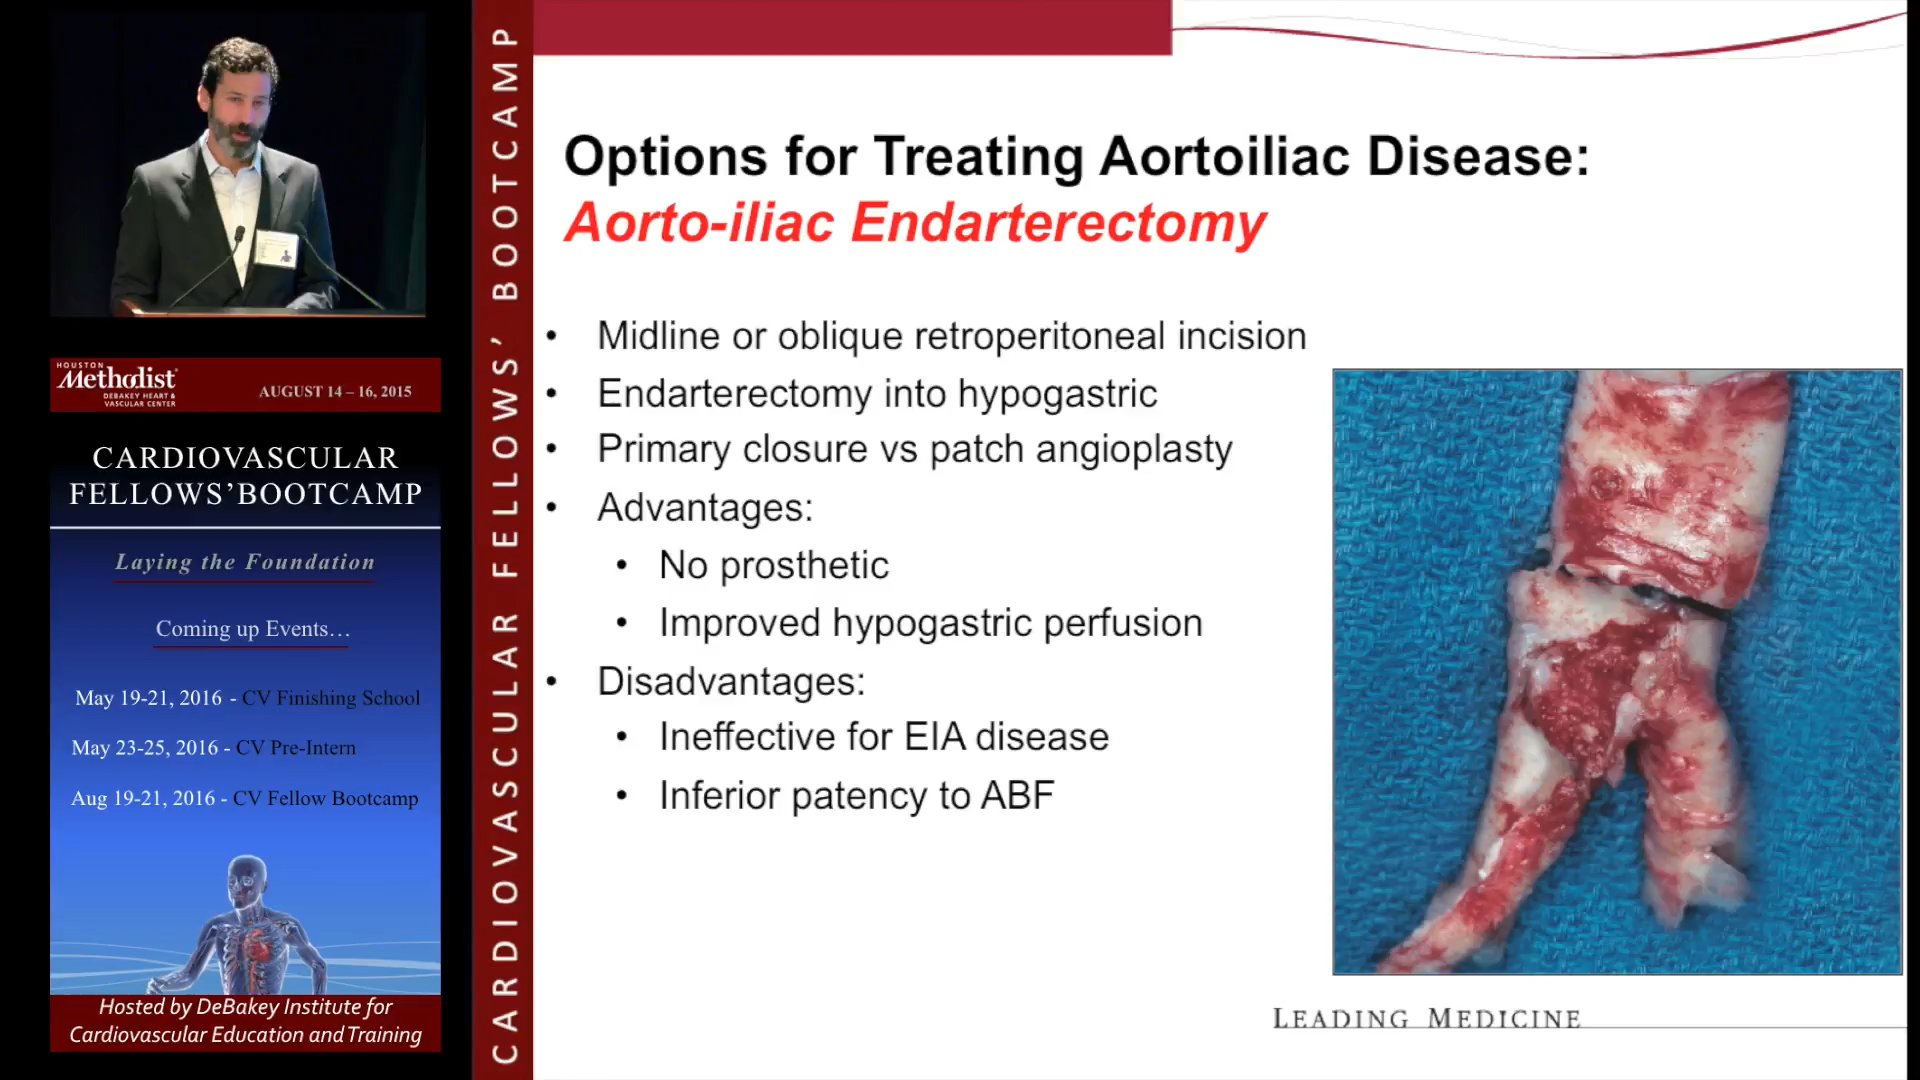 HOUSTON
Methodist
DEBAKEY HEART &
VASCULAR CENTER
AUGUST 14 – 16, 2015
CARDIOVASCULAR
FELLOWS’BOOTCAMP
Laying the Foundation
Coming up Events…
May 19-21, 2016 - CV Finishing School
May 23-25, 2016 - CV Pre-Intern
Aug 19-21, 2016 - CV Fellow Bootcamp
Hosted by DeBakey Institute for
Cardiovascular Education and Training
CARDIOVASCULAR FELLOWS’ BOOTCAMP
Options for Treating Aortoiliac Disease:
Aorto-iliac Endarterectomy
• Midline or oblique retroperitoneal incision
• Endarterectomy into hypogastric
• Primary closure vs patch angioplasty
• Advantages:
• No prosthetic
• Improved hypogastric perfusion
• Disadvantages:
• Ineffective for EIA disease
• Inferior patency to ABF
LEADING MEDICINE